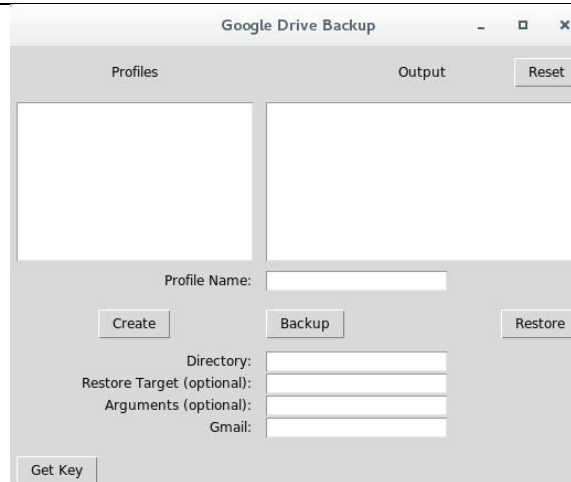 Google Drive Backup
Profiles Output Reset
Profile Name:
Create Backup Restore
Directory:
Restore Target (optional):
Arguments (optional):
Gmail:
Get Key